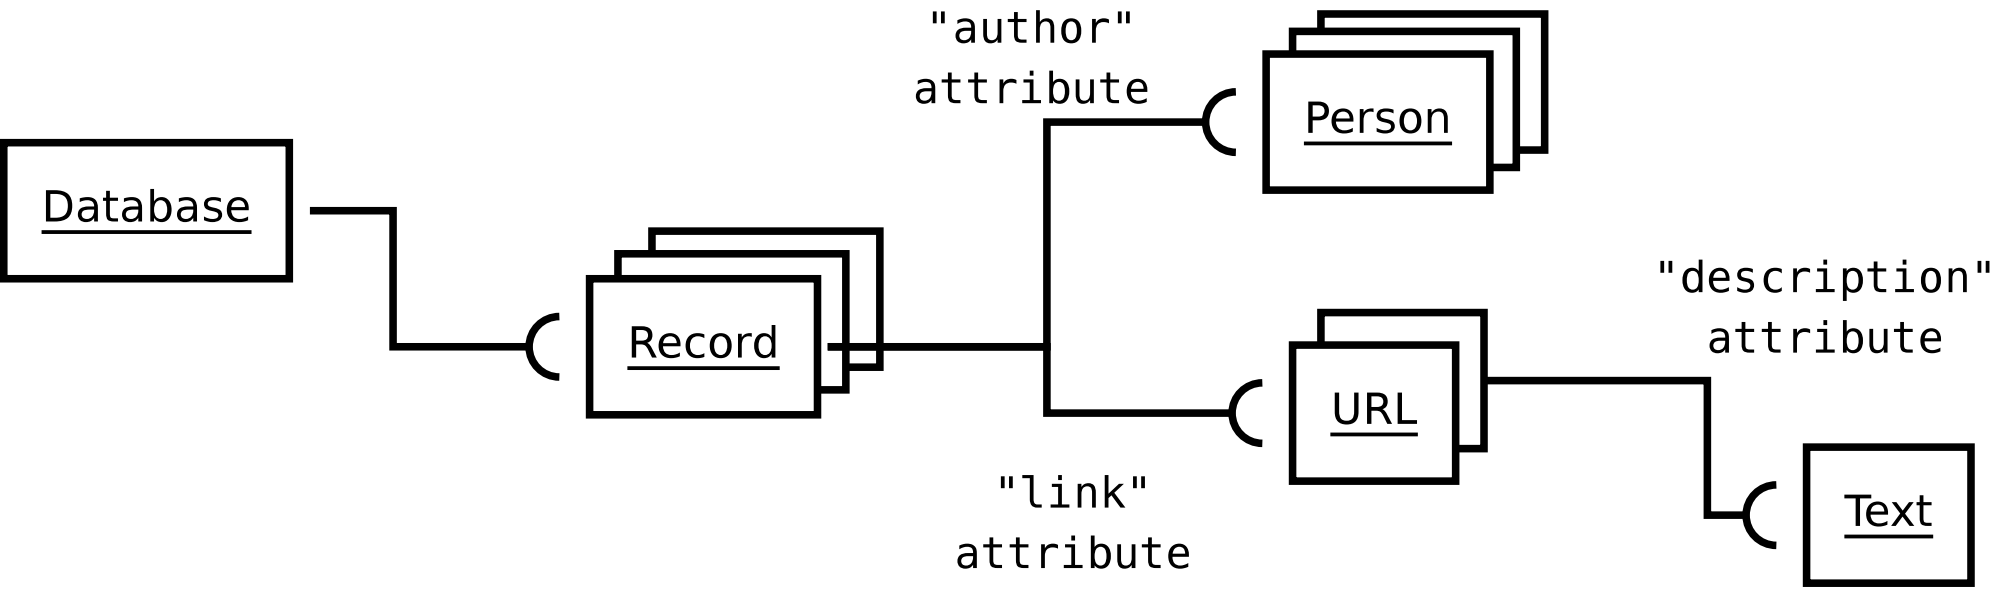 Database
Record
"author"
attribute
Person
"link"
attribute
URL
"description"
attribute
Text